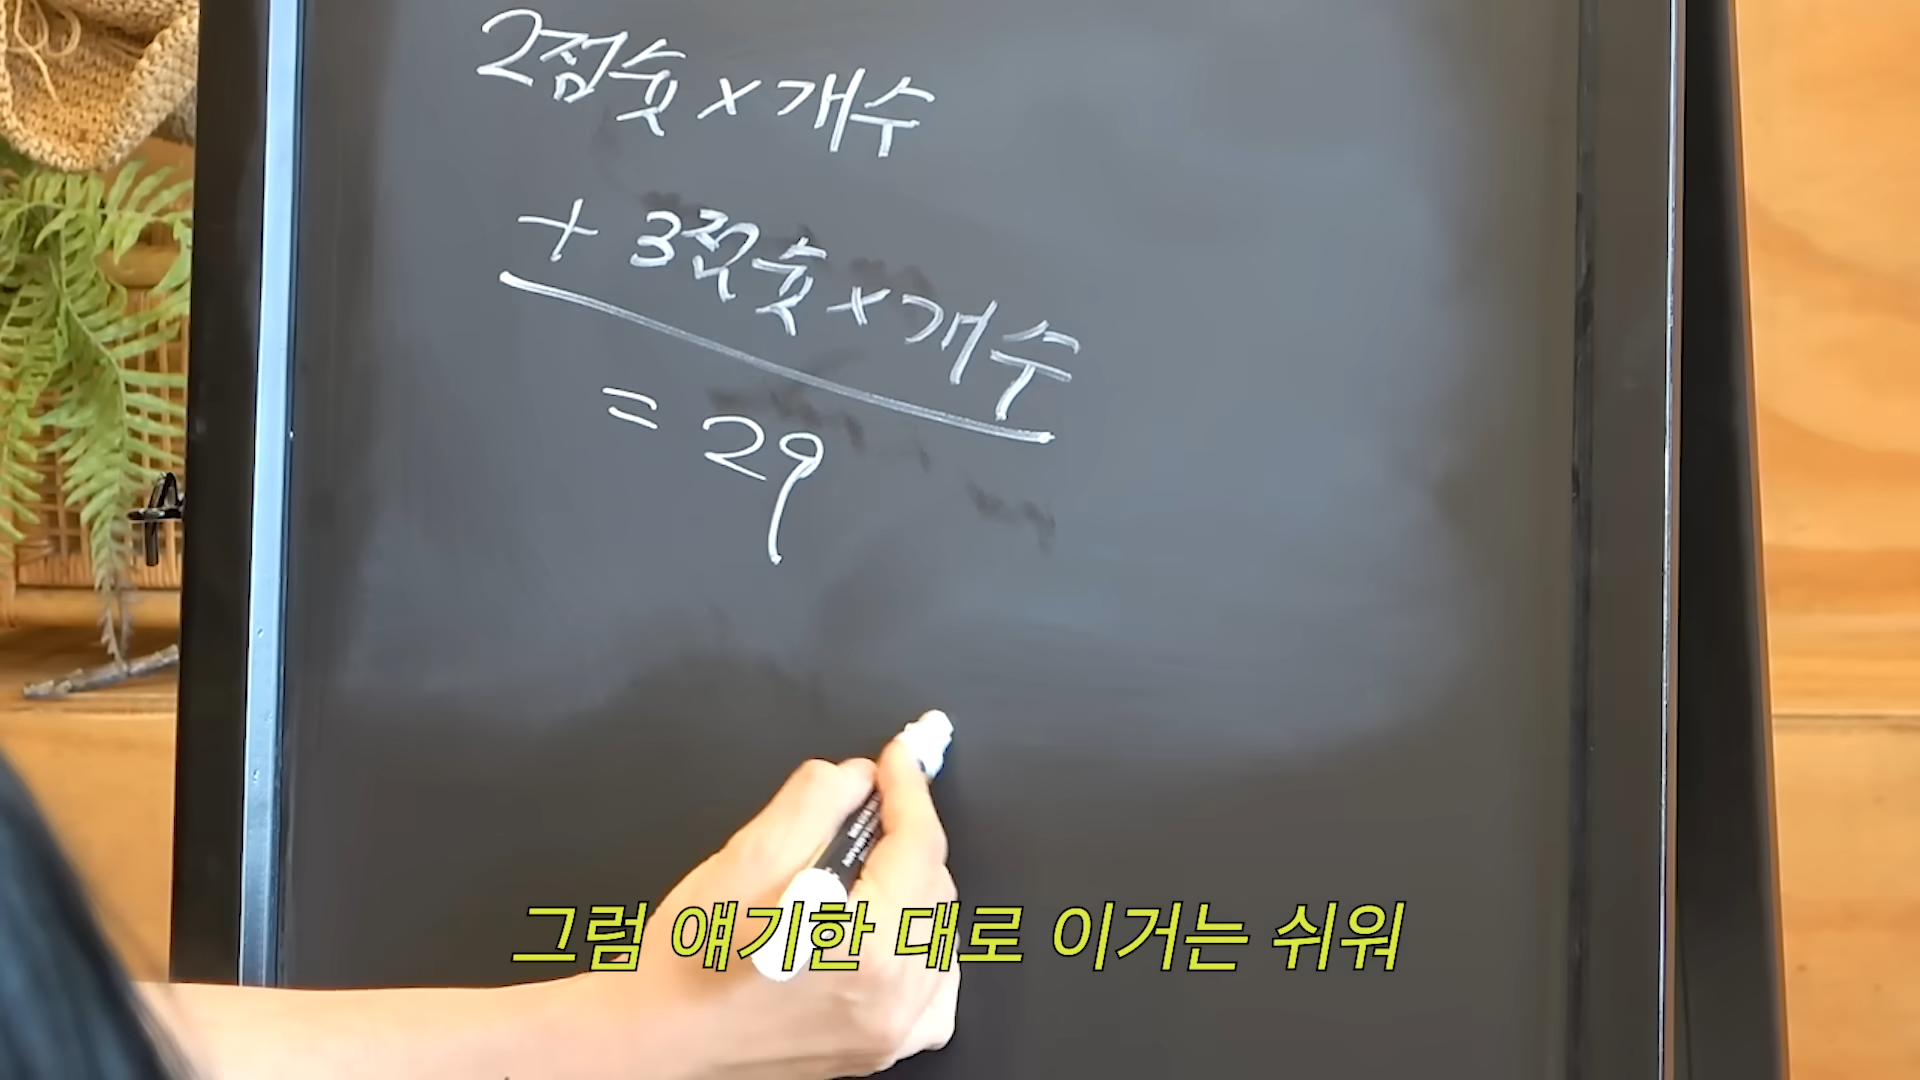 2점슛 × 개수
+ 3점슛 × 개수
= 29
그럼 얘기한 대로 이거는 쉬워